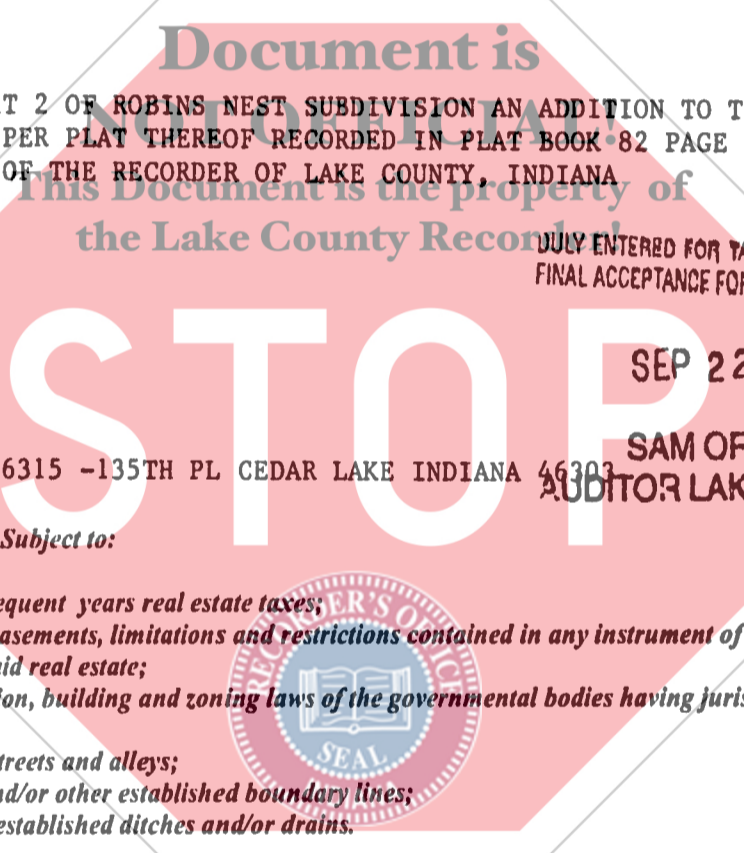 Document is
NOT OFFICIAL!
T 2 OF ROBINS NEST SUBDIVISION AN ADDITION TO T
PER PLAT THEREOF RECORDED IN PLAT BOOK 82 PAGE
OF THE RECORDER OF LAKE COUNTY, INDIANA
This Document is the property of
the Lake County Recorder!
DULY ENTERED FOR TA
FINAL ACCEPTANCE FOR
STOP
SEP 22
SAM OR
6315 -135TH PL CEDAR LAKE INDIANA 46303
AUDITOR LAK
Subject to:
equent years real estate taxes;
asements, limitations and restrictions contained in any instrument of
id real estate;
ion, building and zoning laws of the governmental bodies having juris
treets and alleys;
nd/or other established boundary lines;
established ditches and/or drains.
RECORDER'S OFFICE
SEAL
INDIANA